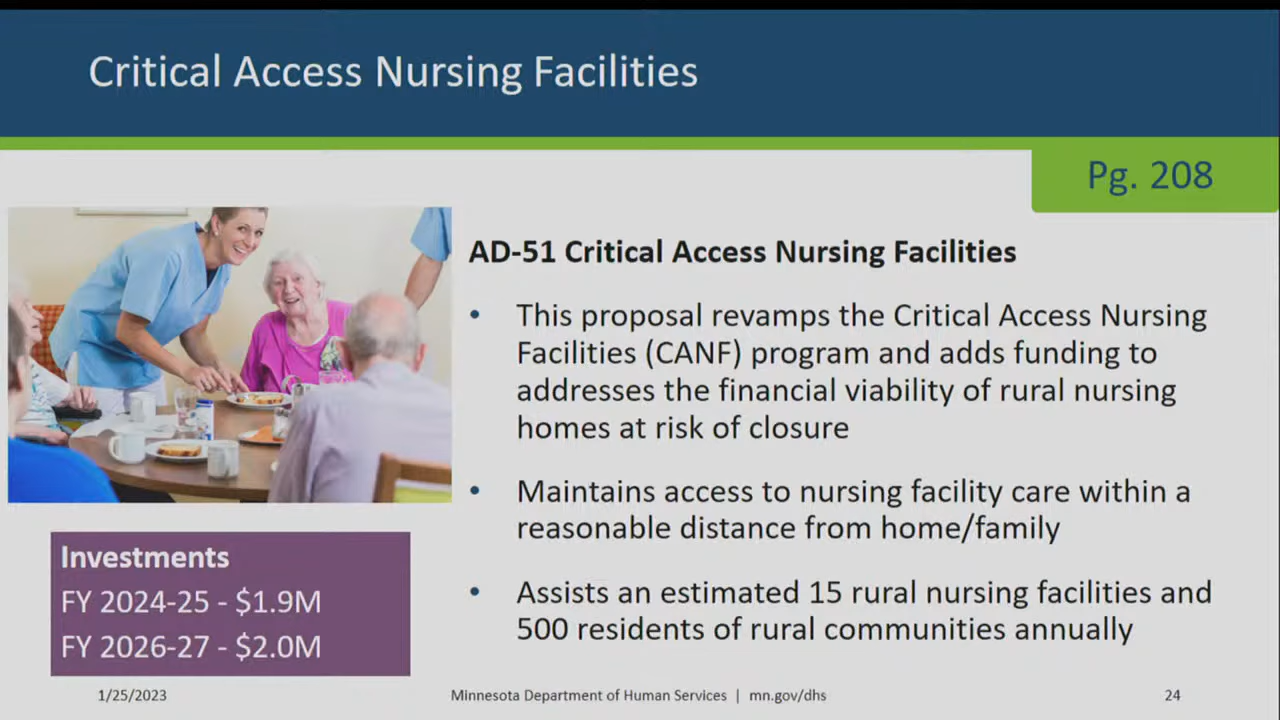 Critical Access Nursing Facilities
Pg. 208
AD-51 Critical Access Nursing Facilities
• This proposal revamps the Critical Access Nursing
Facilities (CANF) program and adds funding to
addresses the financial viability of rural nursing
homes at risk of closure
• Maintains access to nursing facility care within a
reasonable distance from home/family
• Assists an estimated 15 rural nursing facilities and
500 residents of rural communities annually
Investments
FY 2024-25 - $1.9M
FY 2026-27 - $2.0M
1/25/2023
Minnesota Department of Human Services | mn.gov/dhs
24